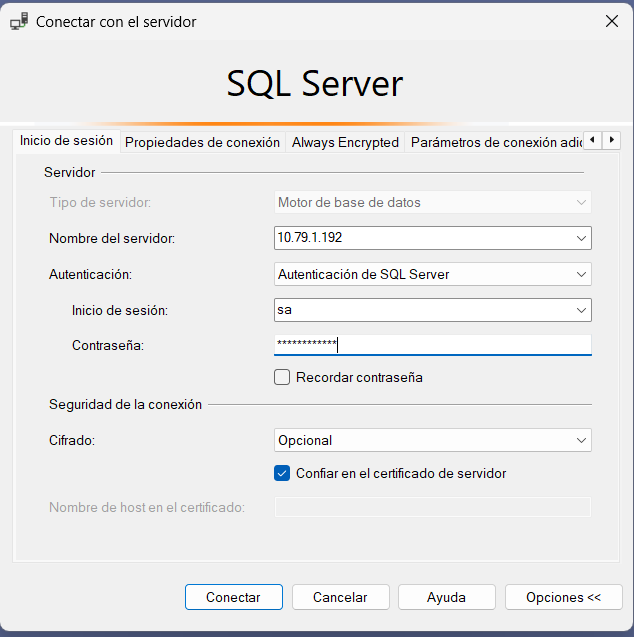 Conectar con el servidor
SQL Server
Inicio de sesión Propiedades de conexión Always Encrypted Parámetros de conexión adic
Servidor
Tipo de servidor: Motor de base de datos
Nombre del servidor: 10.79.1.192
Autenticación: Autenticación de SQL Server
Inicio de sesión: sa
Contraseña: ************
Recordar contraseña
Seguridad de la conexión
Cifrado: Opcional
Confiar en el certificado de servidor
Nombre de host en el certificado:
Conectar Cancelar Ayuda Opciones <<